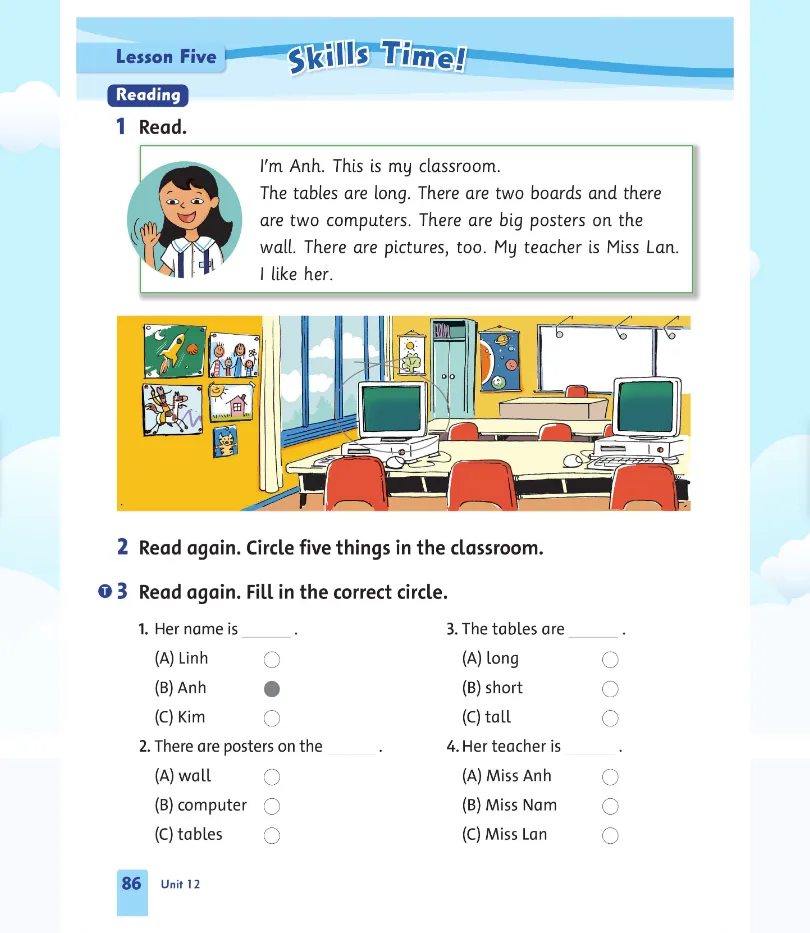 Lesson Five
Skills Time!
Reading
1 Read.
I'm Anh. This is my classroom.
The tables are long. There are two boards and there
are two computers. There are big posters on the
wall. There are pictures, too. My teacher is Miss Lan.
I like her.
2 Read again. Circle five things in the classroom.
T 3 Read again. Fill in the correct circle.
1. Her name is ______ .
(A) Linh
(B) Anh
(C) Kim
2. There are posters on the ______ .
(A) wall
(B) computer
(C) tables
3. The tables are ______ .
(A) long
(B) short
(C) tall
4. Her teacher is ______ .
(A) Miss Anh
(B) Miss Nam
(C) Miss Lan
86 Unit 12